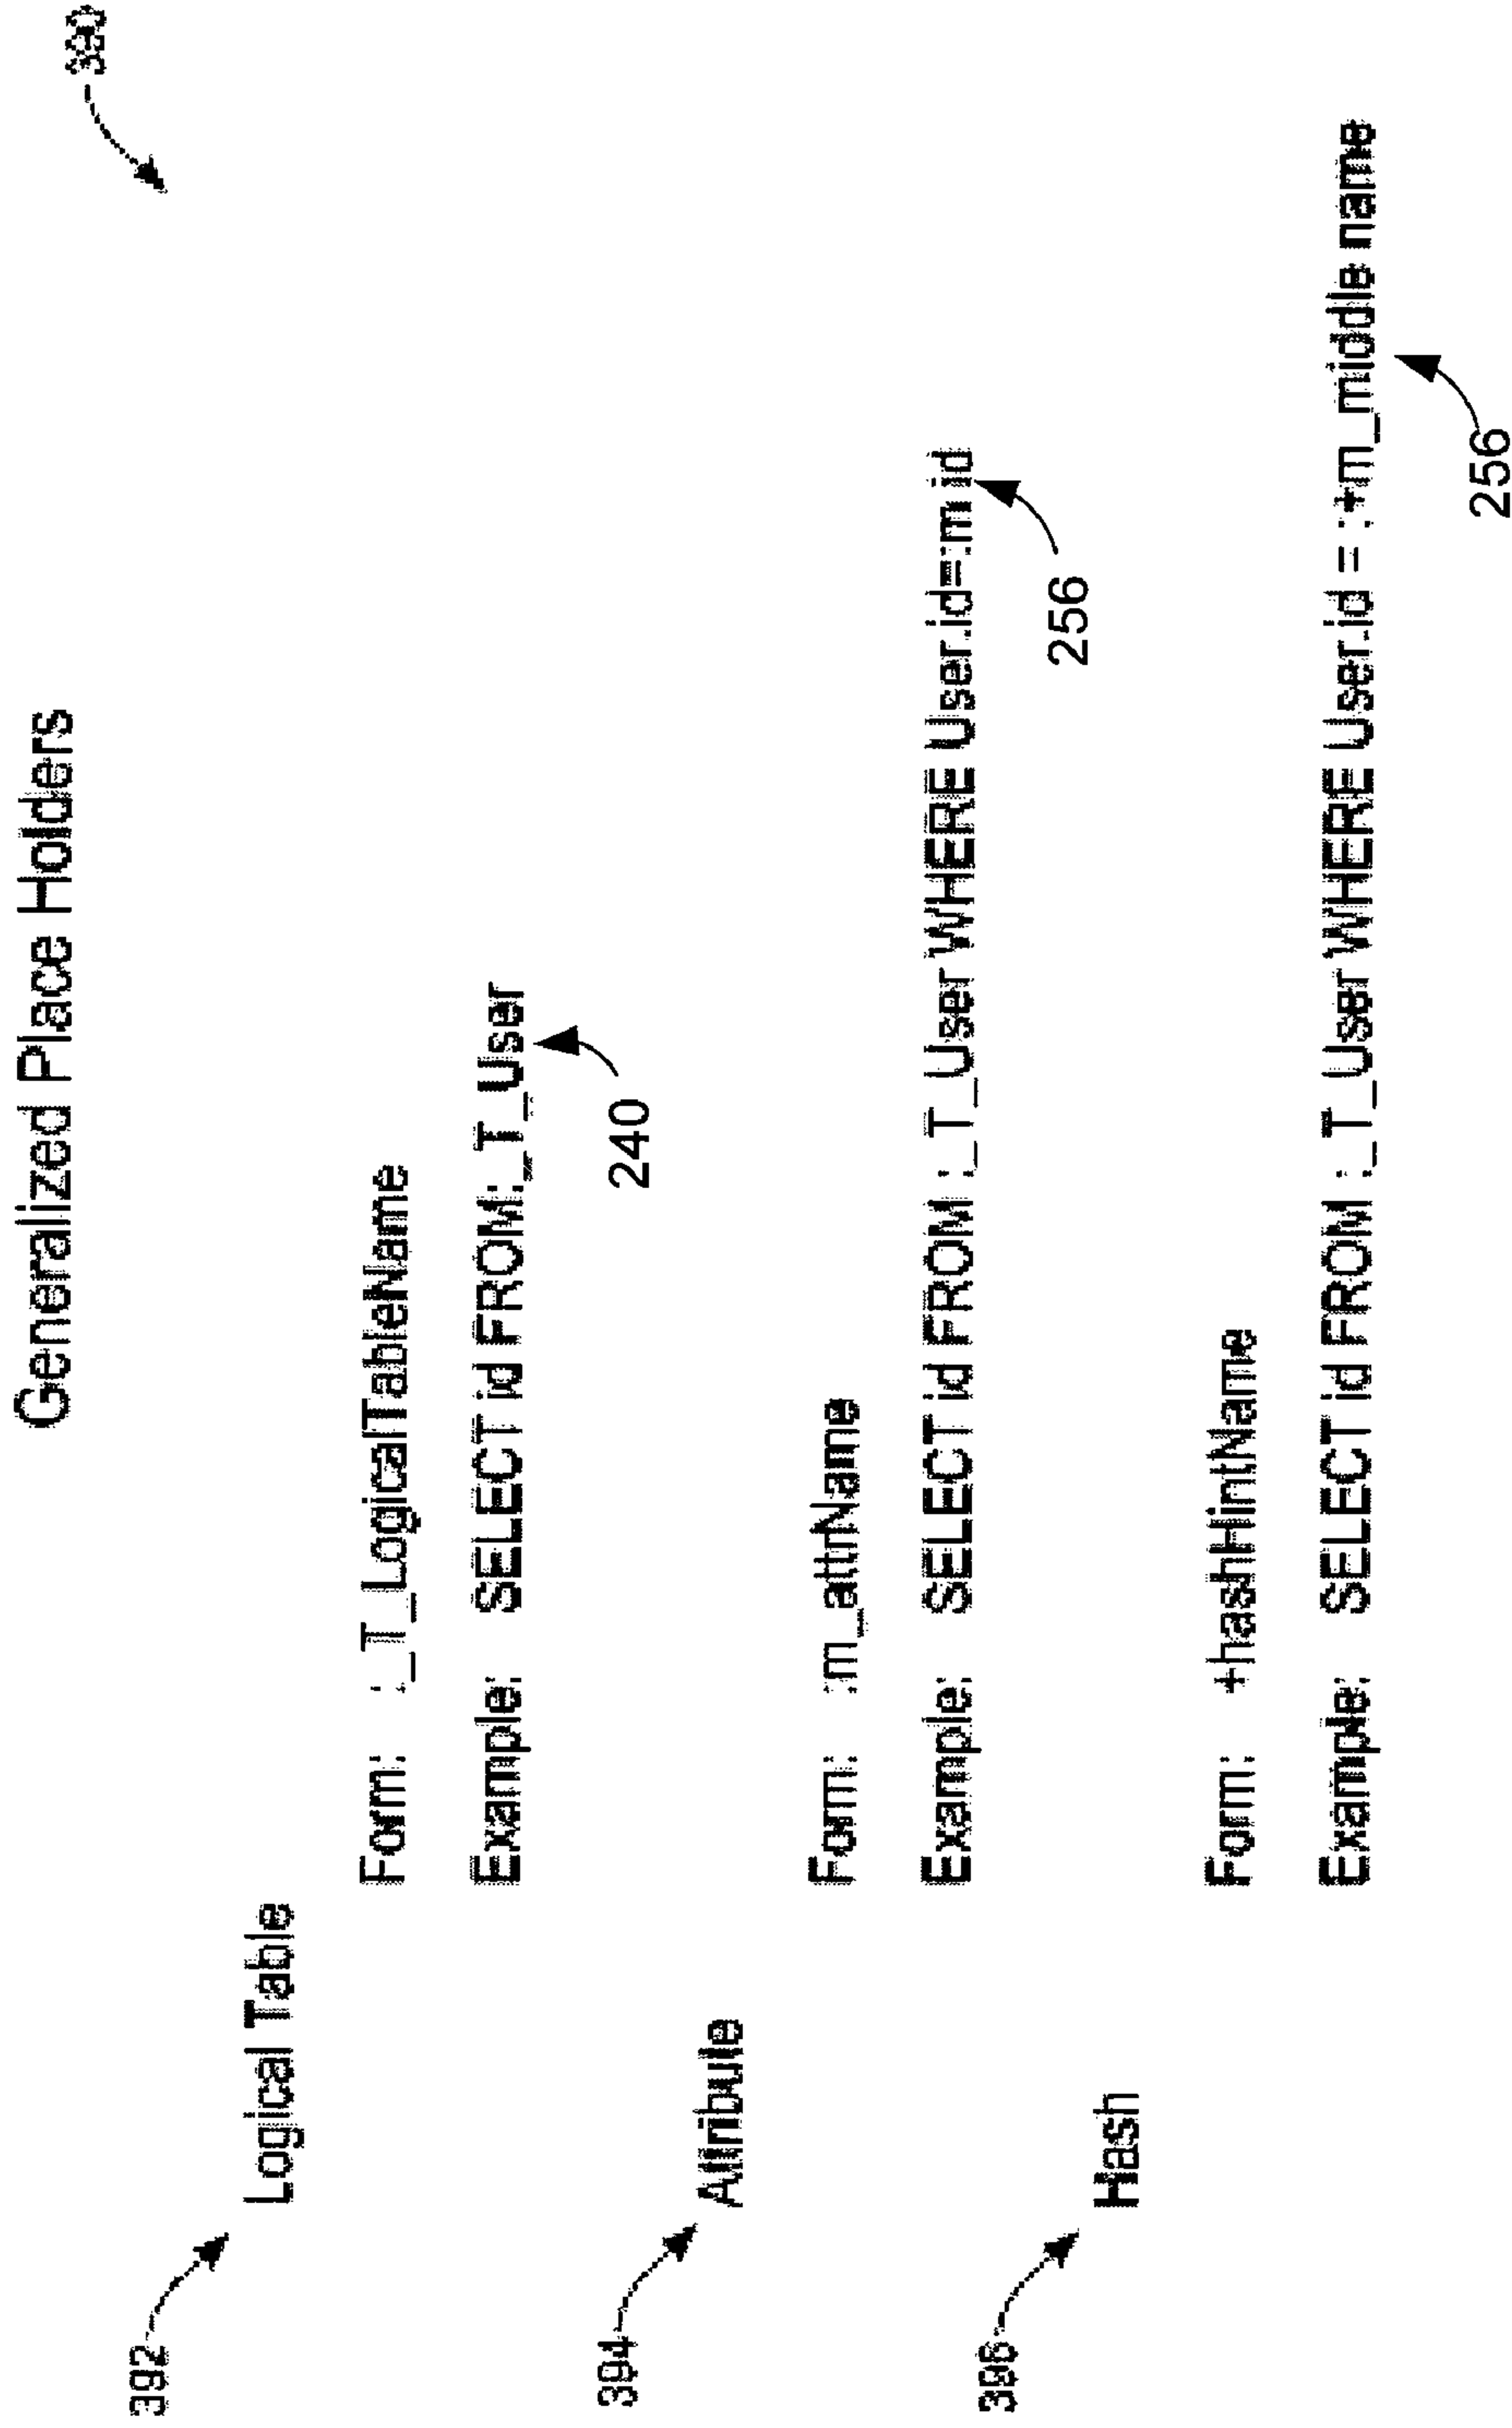 Generalized Place Holders
390
392
Logical Table
Form: :_T_LogicalTableName
Example: SELECT id FROM:_T_User
240
394
Attribute
Form: :m_attrName
Example: SELECT id FROM :_T_User WHERE User.id=:m id
256
396
Hash
Form: +hashHintName
Example: SELECT id FROM :_T_User WHERE User.id = :+m_middle name
256